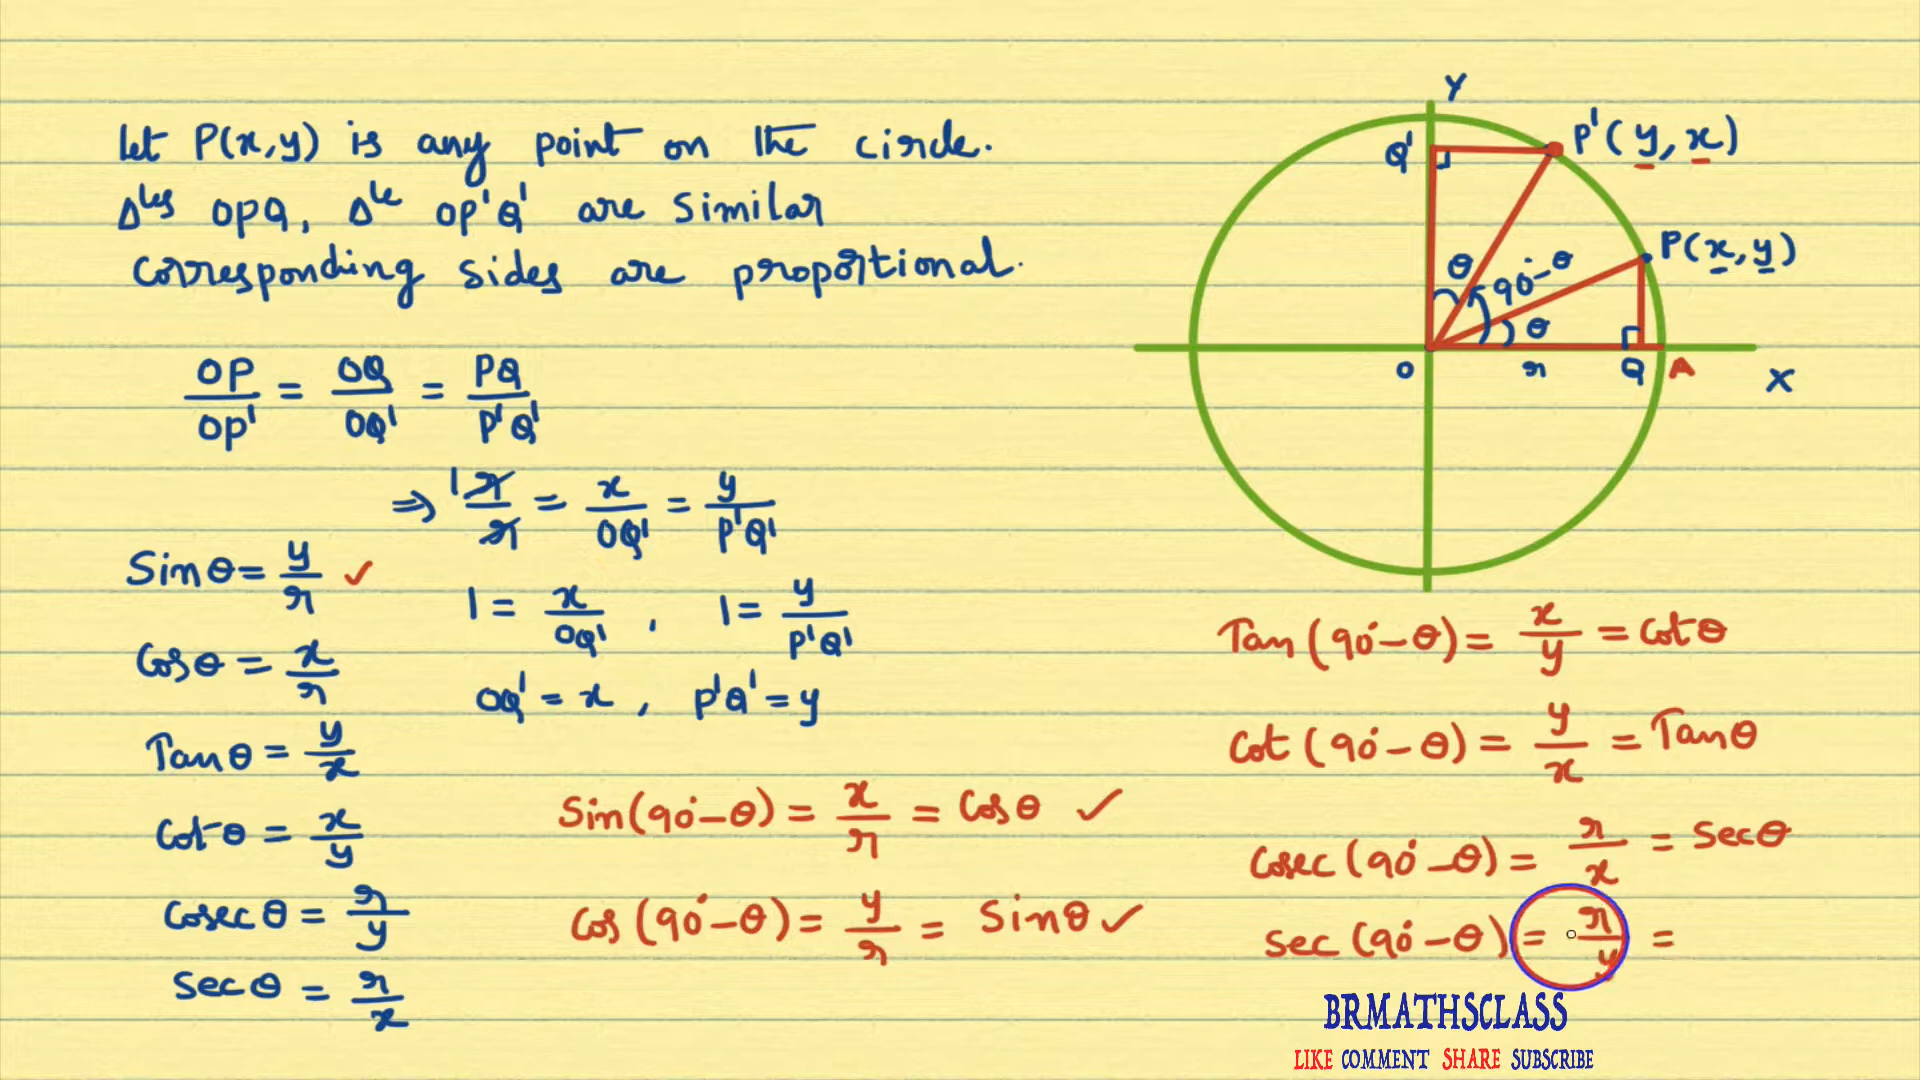 Let P(x,y) is any point on the circle.
Δles OPQ, Δle OP'Q' are similar
corresponding sides are proportional.
OP/OP' = OQ/OQ' = PQ/P'Q'
⇒ 1 r/r = x/OQ' = y/P'Q'
1 = x/OQ' , 1 = y/P'Q'
OQ' = x , P'Q' = y
Sinθ = y/r ✓
Cosθ = x/r
Tanθ = y/x
Cotθ = x/y
Cosecθ = r/y
Secθ = r/x
Sin(90°-θ) = x/r = Cosθ ✓
Cos(90°-θ) = y/r = Sinθ ✓
Y
Q'
P'(y,x)
P(x,y)
θ
90°-θ
θ
O
r
Q
A
X
Tan(90°-θ) = x/y = Cotθ
Cot(90°-θ) = y/x = Tanθ
Cosec(90°-θ) = r/x = Secθ
Sec(90°-θ) = r/y =
BRMATHSCLASS
LIKE COMMENT SHARE SUBSCRIBE